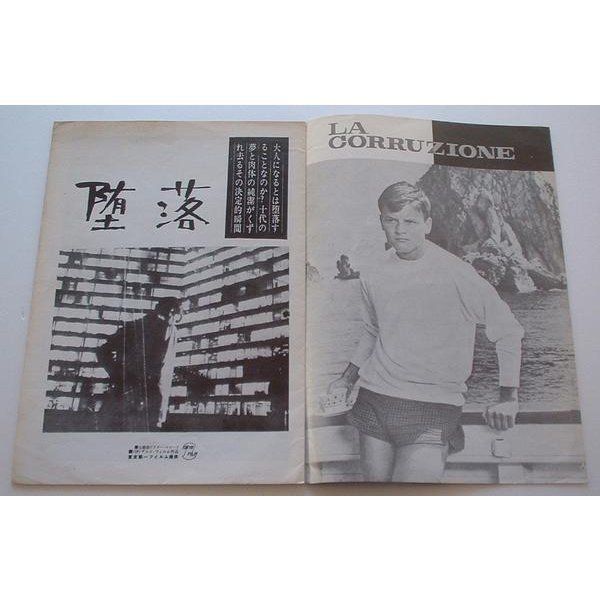 落堕
大人になるとは堕落す
ることなのか? 十代の
夢と肉体の純潔がくず
れ去るその決定的瞬間
LA
CORRUZIONE